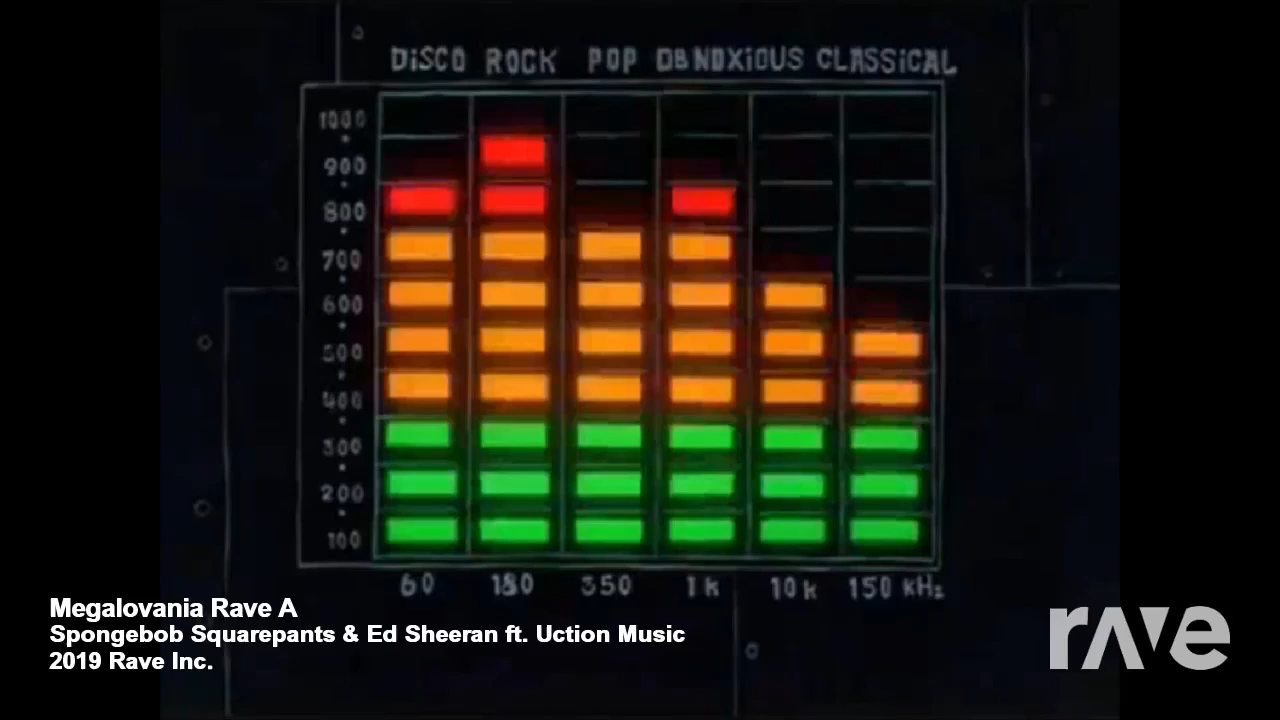 DiSCO ROCK POP OBNOXiOUS CLASSiCAL
1000
900
800
700
600
500
400
300
200
100
60 180 350 1k 10k 150 kHz
Megalovania Rave A
Spongebob Squarepants & Ed Sheeran ft. Uction Music
2019 Rave Inc.
rave